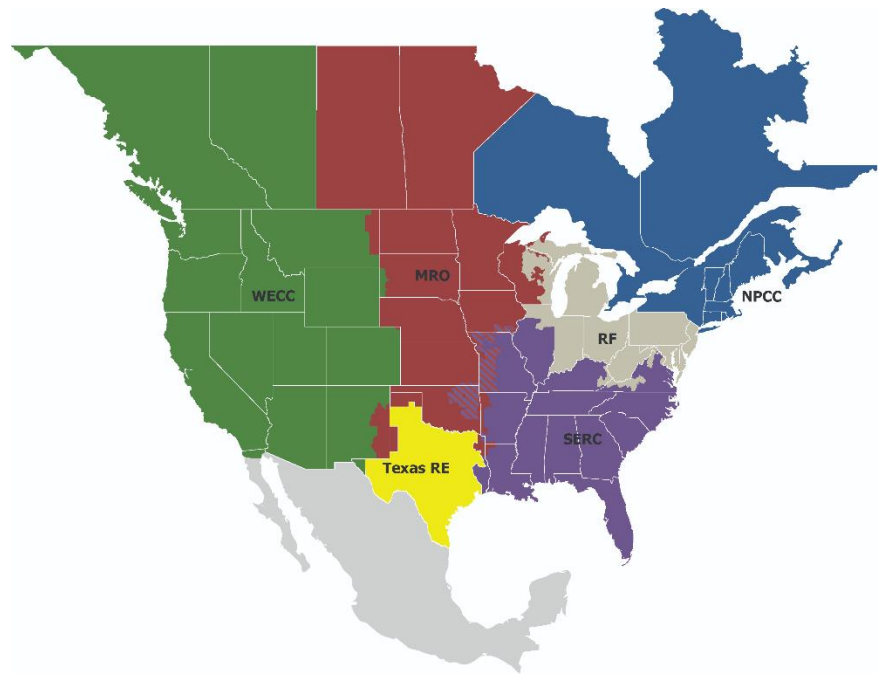 MRO
WECC
NPCC
RF
SERC
Texas RE